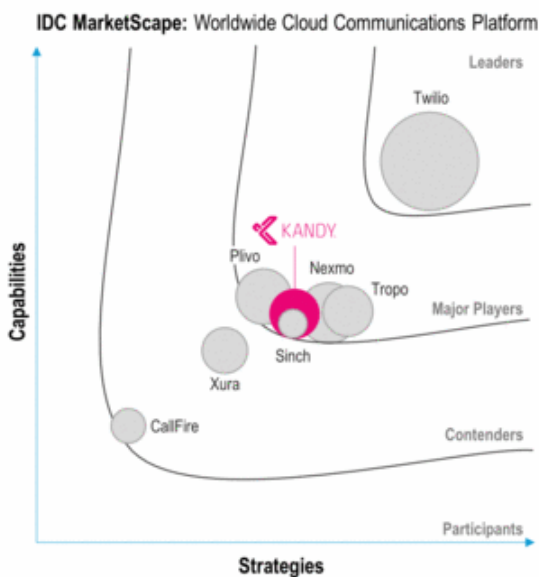 IDC MarketScape: Worldwide Cloud Communications Platform
Leaders
Twilio
KANDY
Plivo
Nexmo
Tropo
Major Players
Sinch
Xura
CallFire
Contenders
Participants
Capabilities
Strategies